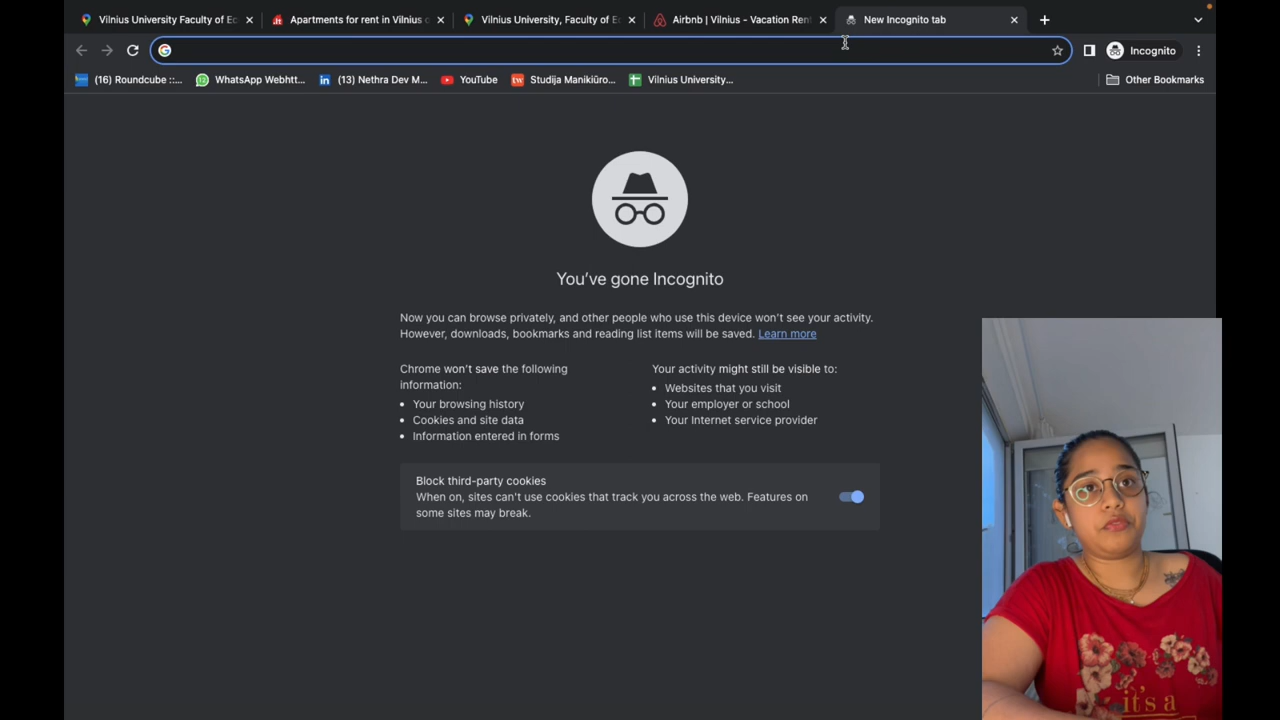 Vilnius University Faculty of Ec
Apartments for rent in Vilnius c
Vilnius University, Faculty of Ec
Airbnb | Vilnius - Vacation Rent
New Incognito tab
Incognito
(16) Roundcube ::...
WhatsApp Webhtt...
(13) Nethra Dev M...
YouTube
Studija Manikiūro...
Vilnius University...
Other Bookmarks
You've gone Incognito
Now you can browse privately, and other people who use this device won't see your activity.
However, downloads, bookmarks and reading list items will be saved. Learn more
Chrome won't save the following
information:
• Your browsing history
• Cookies and site data
• Information entered in forms
Your activity might still be visible to:
• Websites that you visit
• Your employer or school
• Your Internet service provider
Block third-party cookies
When on, sites can't use cookies that track you across the web. Features on
some sites may break.
it's a